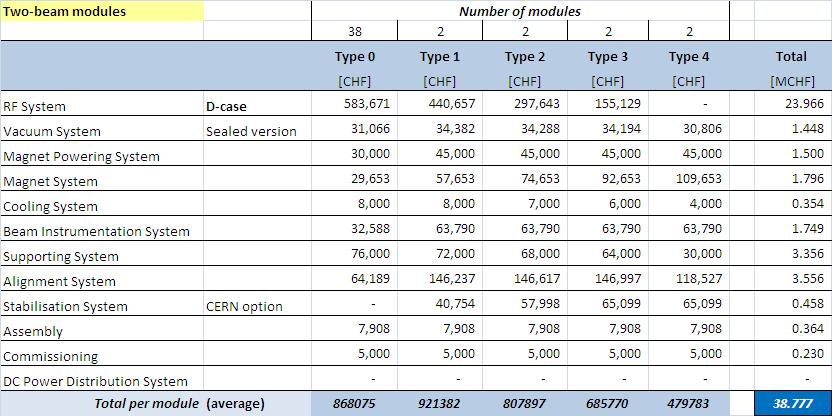 Two-beam modules Number of modules
38 2 2 2 2
Type 0 Type 1 Type 2 Type 3 Type 4 Total
[CHF] [CHF] [CHF] [CHF] [CHF] [MCHF]
RF System D-case 583,671 440,657 297,643 155,129 - 23.966
Vacuum System Sealed version 31,066 34,382 34,288 34,194 30,806 1.448
Magnet Powering System 30,000 45,000 45,000 45,000 45,000 1.500
Magnet System 29,653 57,653 74,653 92,653 109,653 1.796
Cooling System 8,000 8,000 7,000 6,000 4,000 0.354
Beam Instrumentation System 32,588 63,790 63,790 63,790 63,790 1.749
Supporting System 76,000 72,000 68,000 64,000 30,000 3.356
Alignment System 64,189 146,237 146,617 146,997 118,527 3.556
Stabilisation System CERN option - 40,754 57,998 65,099 65,099 0.458
Assembly 7,908 7,908 7,908 7,908 7,908 0.364
Commissioning 5,000 5,000 5,000 5,000 5,000 0.230
DC Power Distribution System - - - - - -
Total per module (average) 868075 921382 807897 685770 479783 38.777